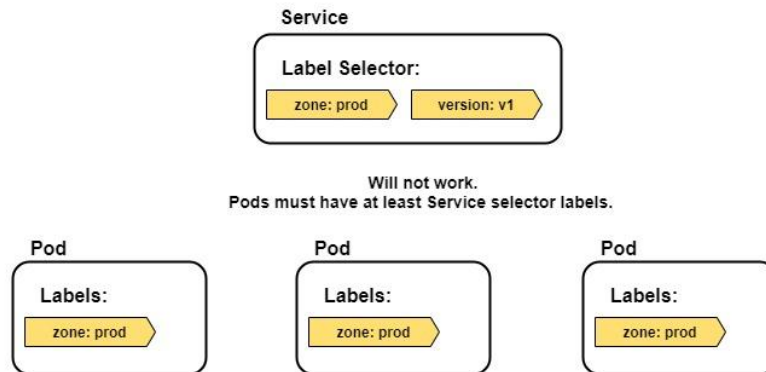 Service
Label Selector:
zone: prod
version: v1
Will not work.
Pods must have at least Service selector labels.
Pod
Labels:
zone: prod
Pod
Labels:
zone: prod
Pod
Labels:
zone: prod